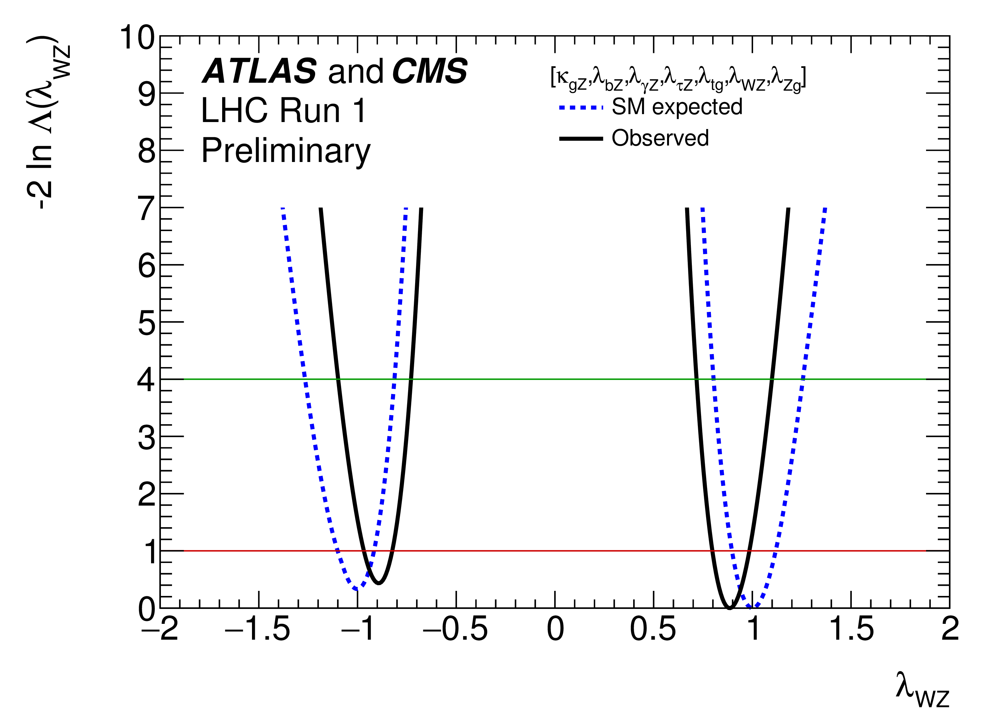 -2 ln Λ(λWZ)
10
9
8
7
6
5
4
3
2
1
0
ATLAS and CMS
LHC Run 1
Preliminary
[κgZ,λbZ,λγZ,λτZ,λtg,λWZ,λZg]
SM expected
Observed
−2 −1.5 −1 −0.5 0 0.5 1 1.5 2
λWZ